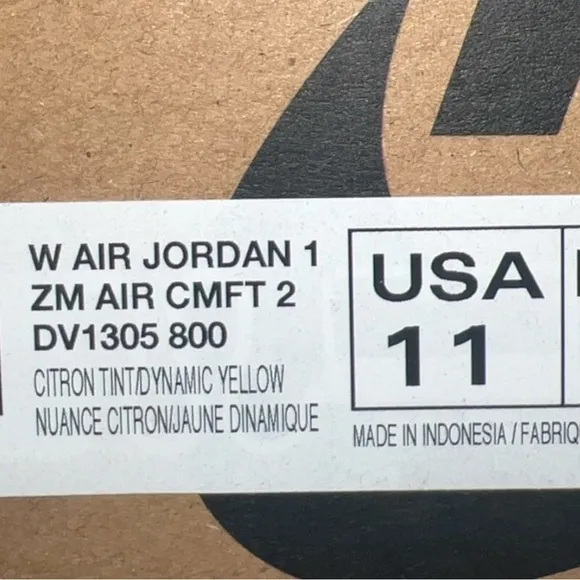 W AIR JORDAN 1
ZM AIR CMFT 2
DV1305 800
CITRON TINT/DYNAMIC YELLOW
NUANCE CITRON/JAUNE DINAMIQUE
USA
11
MADE IN INDONESIA / FABRIQ